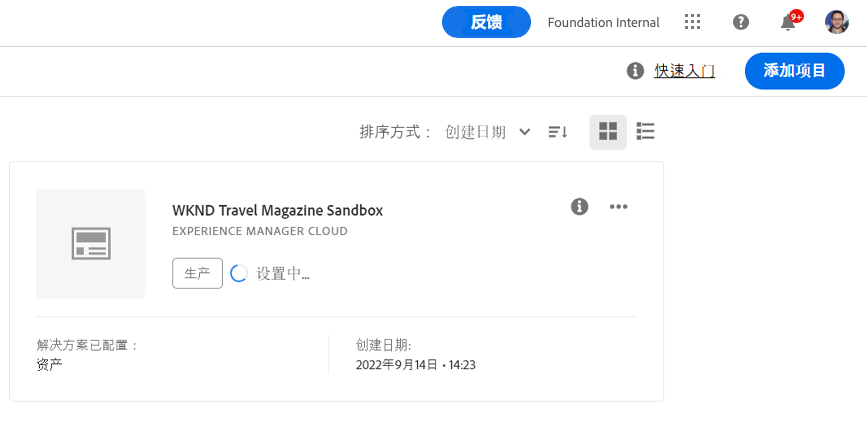 反馈 Foundation Internal 9+
快速入门 添加项目
排序方式： 创建日期
WKND Travel Magazine Sandbox
EXPERIENCE MANAGER CLOUD
生产 设置中...
解决方案已配置： 创建日期:
资产 2022年9月14日 • 14:23